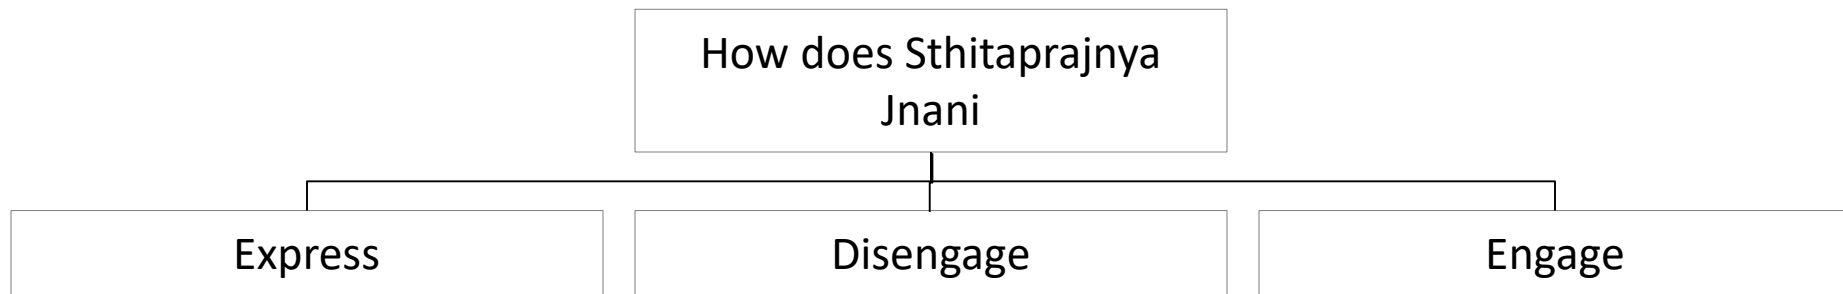 How does Sthitaprajnya
Jnani
Express
Disengage
Engage